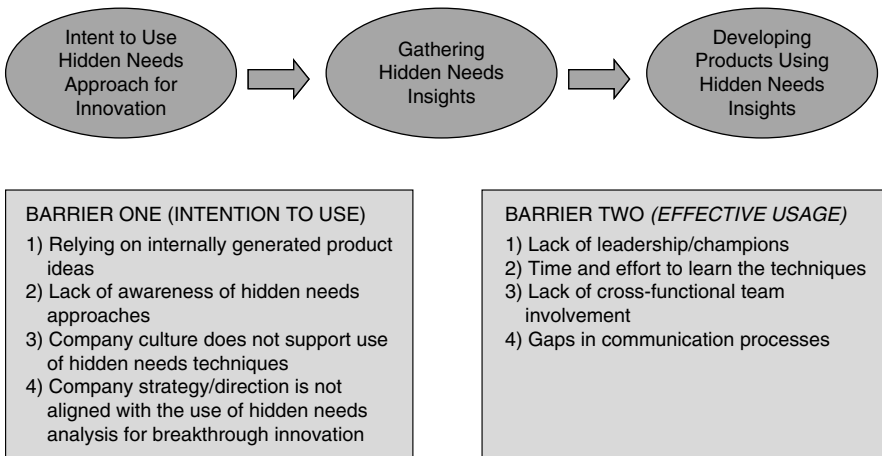 Intent to Use
Hidden Needs
Approach for
Innovation
Gathering
Hidden Needs
Insights
Developing
Products Using
Hidden Needs
Insights
BARRIER ONE (INTENTION TO USE)
1) Relying on internally generated product
ideas
2) Lack of awareness of hidden needs
approaches
3) Company culture does not support use
of hidden needs techniques
4) Company strategy/direction is not
aligned with the use of hidden needs
analysis for breakthrough innovation
BARRIER TWO (EFFECTIVE USAGE)
1) Lack of leadership/champions
2) Time and effort to learn the techniques
3) Lack of cross-functional team
involvement
4) Gaps in communication processes